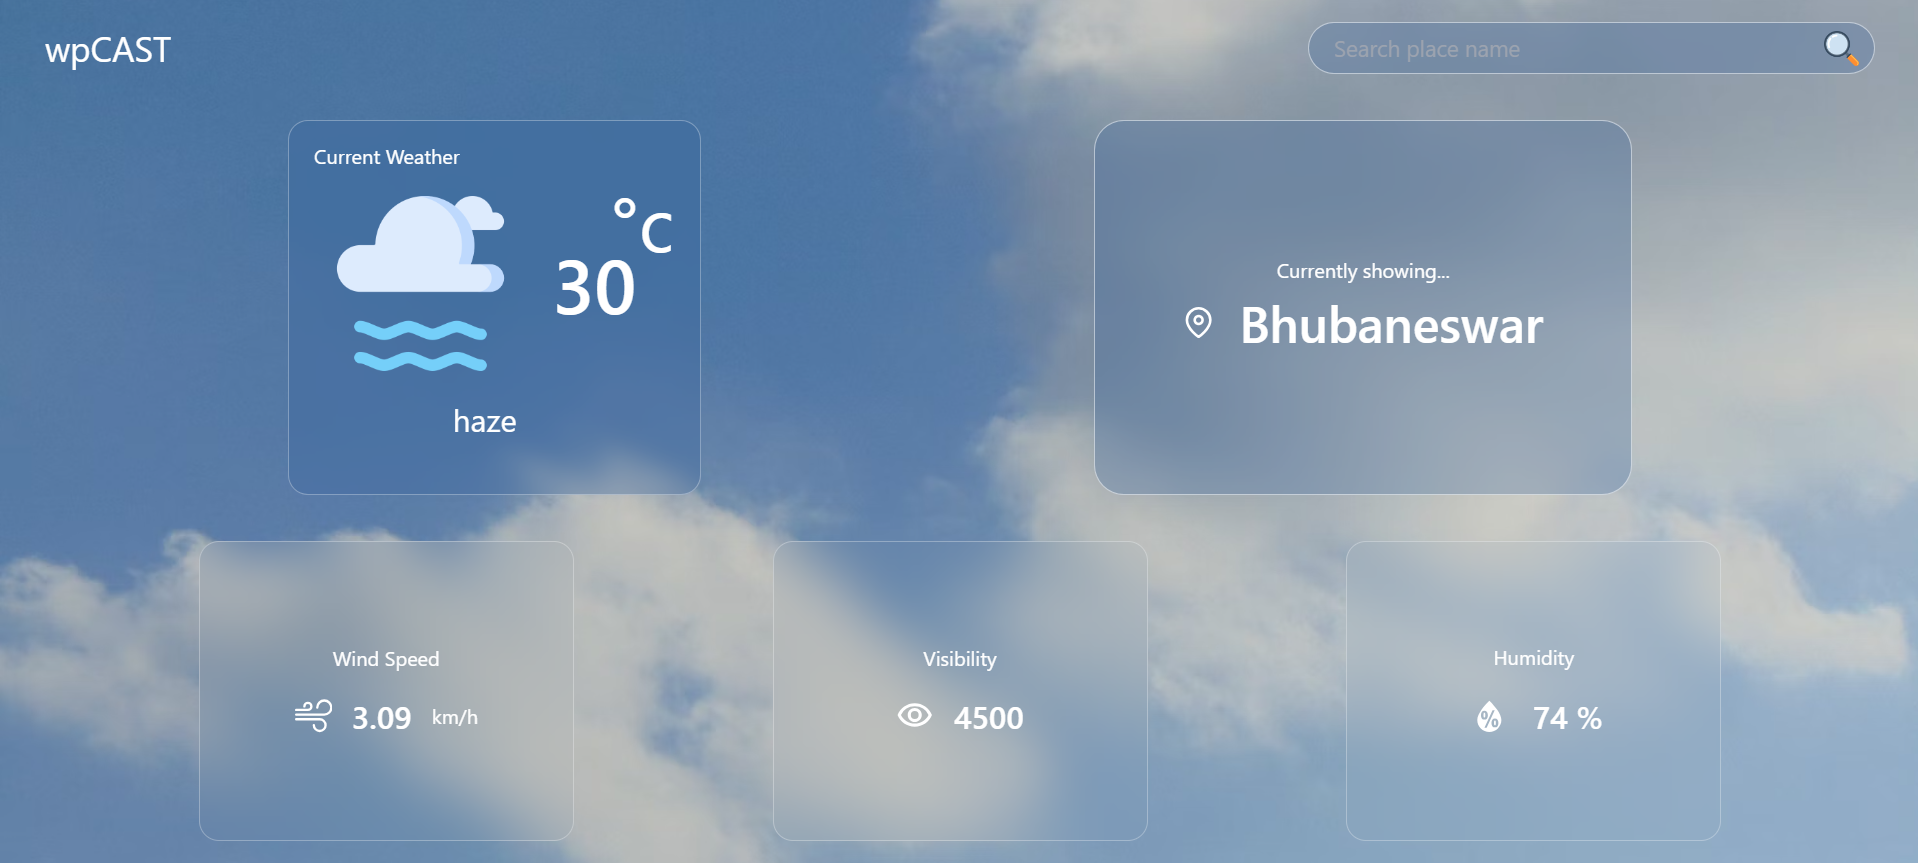 wpCAST
Search place name
Current Weather
30 °C
haze
Currently showing...
Bhubaneswar
Wind Speed
3.09 km/h
Visibility
4500
Humidity
74 %